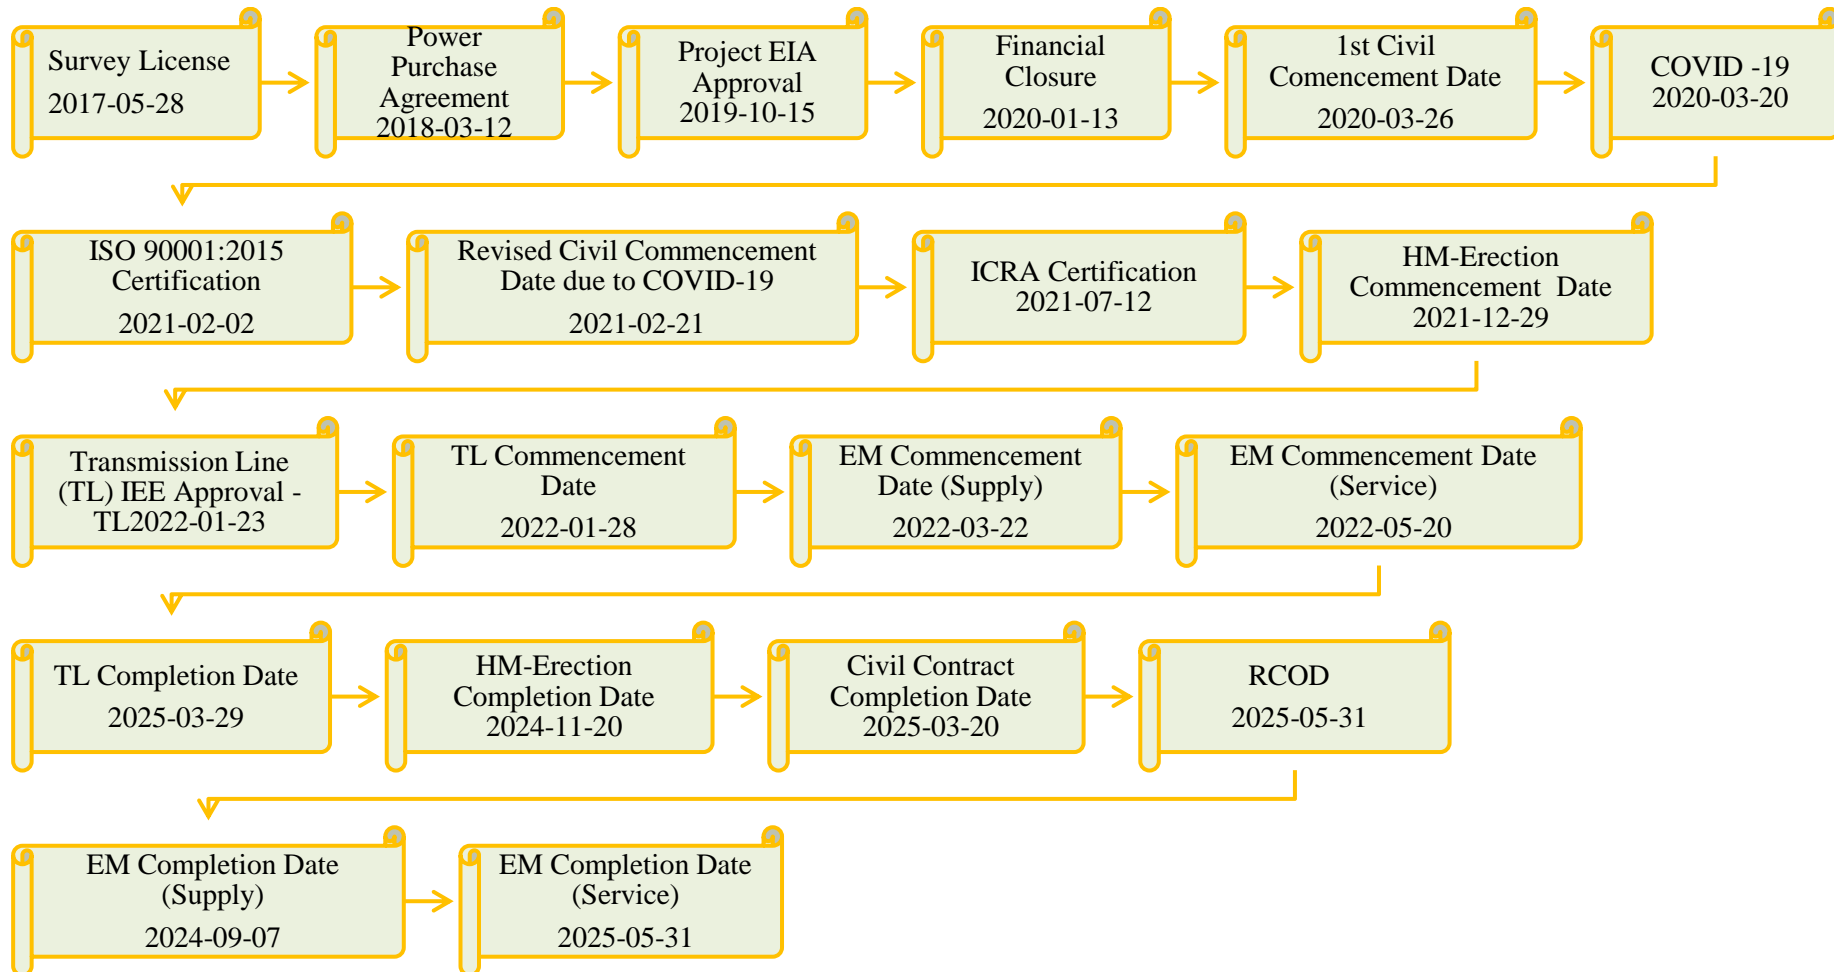 Survey License
2017-05-28
Power
Purchase
Agreement
2018-03-12
Project EIA
Approval
2019-10-15
Financial
Closure
2020-01-13
1st Civil
Comencement Date
2020-03-26
COVID -19
2020-03-20
ISO 90001:2015
Certification
2021-02-02
Revised Civil Commencement
Date due to COVID-19
2021-02-21
ICRA Certification
2021-07-12
HM-Erection
Commencement  Date
2021-12-29
Transmission Line
(TL) IEE Approval -
TL2022-01-23
TL Commencement
Date
2022-01-28
EM Commencement
Date (Supply)
2022-03-22
EM Commencement Date
(Service)
2022-05-20
TL Completion Date
2025-03-29
HM-Erection
Completion Date
2024-11-20
Civil Contract
Completion Date
2025-03-20
RCOD
2025-05-31
EM Completion Date
(Supply)
2024-09-07
EM Completion Date
(Service)
2025-05-31